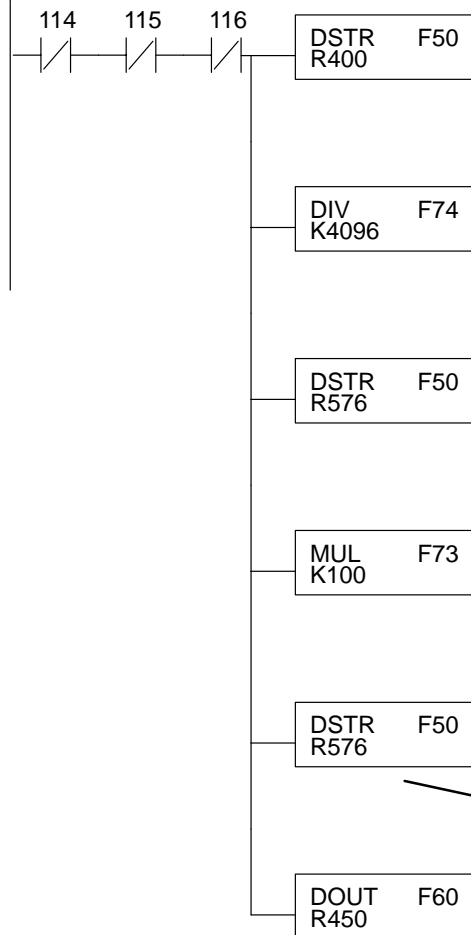 114 115 116
DSTR F50
R400
DIV F74
K4096
DSTR F50
R576
MUL F73
K100
DSTR F50
R576
DOUT F60
R450